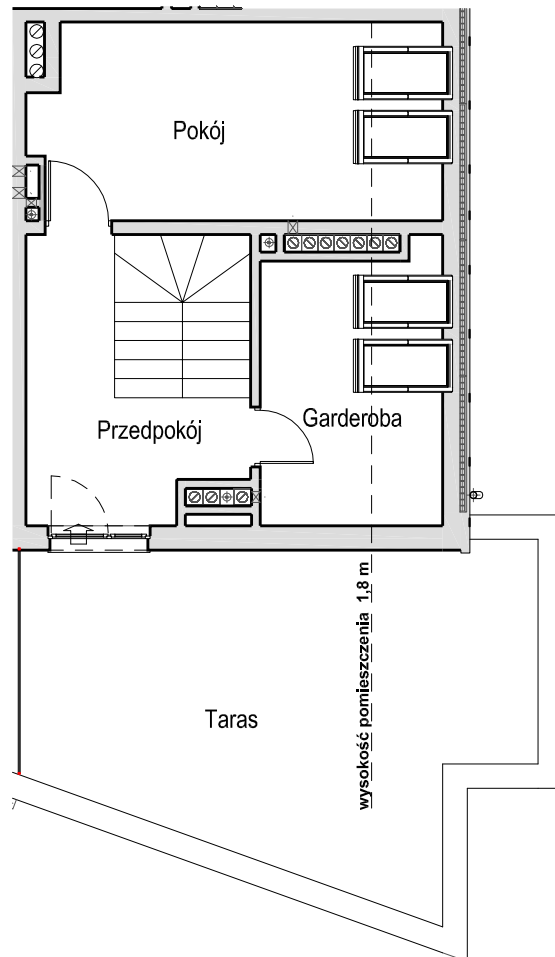 Pokój
Przedpokój
Garderoba
wysokość pomieszczenia 1,8 m
Taras